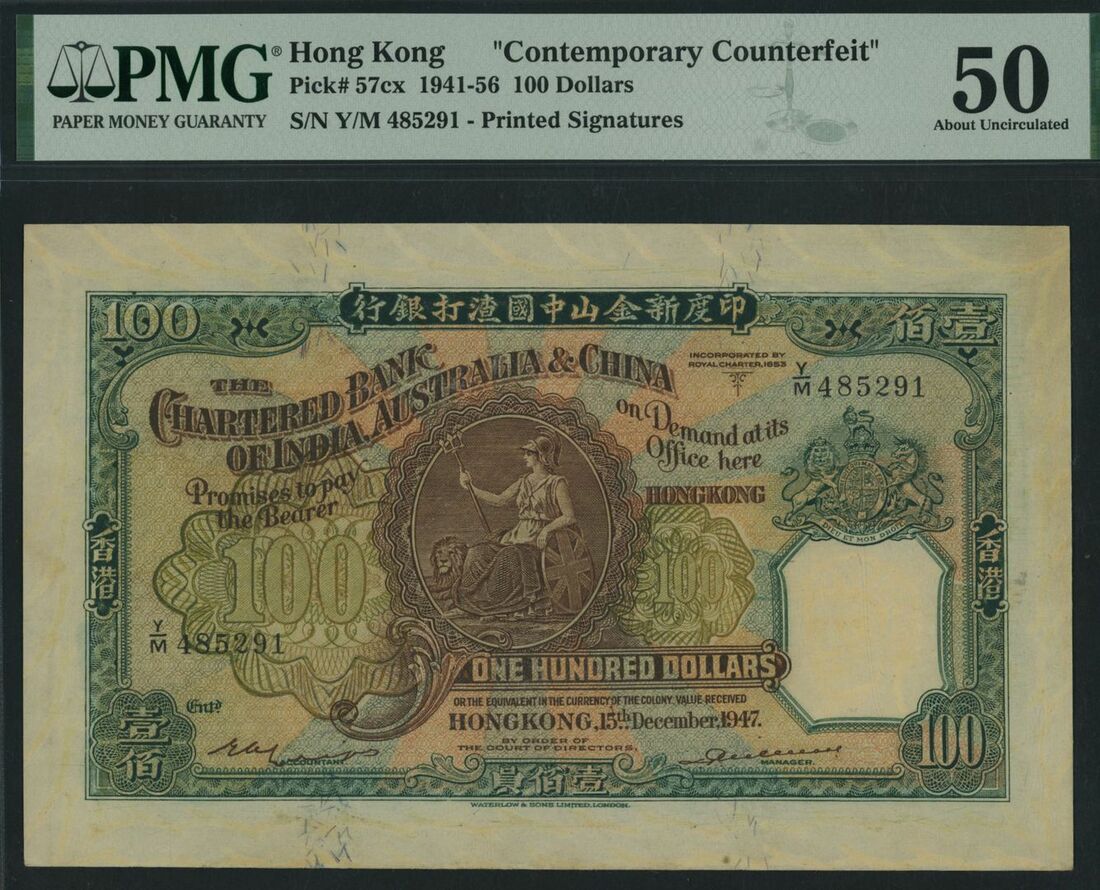 PMG® Hong Kong "Contemporary Counterfeit"
Pick# 57cx 1941-56 100 Dollars
PAPER MONEY GUARANTY
S/N Y/M 485291 - Printed Signatures
50
About Uncirculated
100
行銀打渣國中山金新度印
佰壹
THE
CHARTERED BANK
OF INDIA, AUSTRALIA & CHINA
INCORPORATED BY
ROYAL CHARTER, 1853
Y/M 485291
Promises to pay
the Bearer
on Demand at its
Office here
HONGKONG
DIEU ET MON DROIT
香港
100
100
香港
Y/M 485291
ONE HUNDRED DOLLARS
OR THE EQUIVALENT IN THE CURRENCY OF THE COLONY, VALUE RECEIVED
HONGKONG, 15th December, 1947.
BY ORDER OF
THE COURT OF DIRECTORS,
Entd
ACCOUNTANT
MANAGER.
壹佰
員佰壹
100
WATERLOW & SONS LIMITED, LONDON.